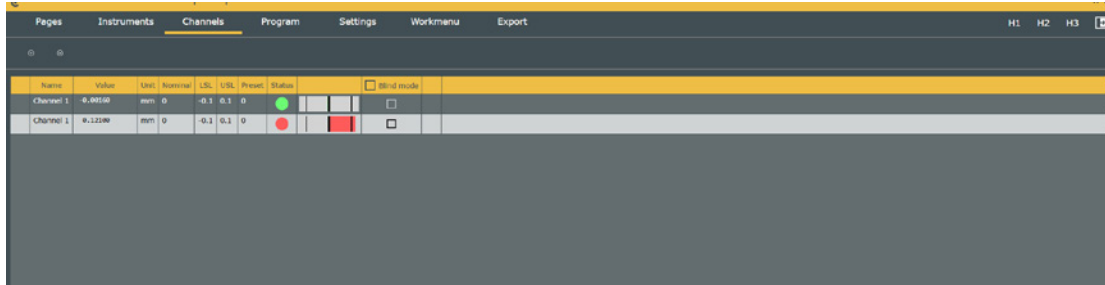 Pages Instruments Channels Program Settings Workmenu Export H1 H2 H3
Name Value Unit Nominal LSL USL Preset Status Blind mode
Channel 1 -0.00160 mm 0 -0.1 0.1 0
Channel 1 0.12100 mm 0 -0.1 0.1 0